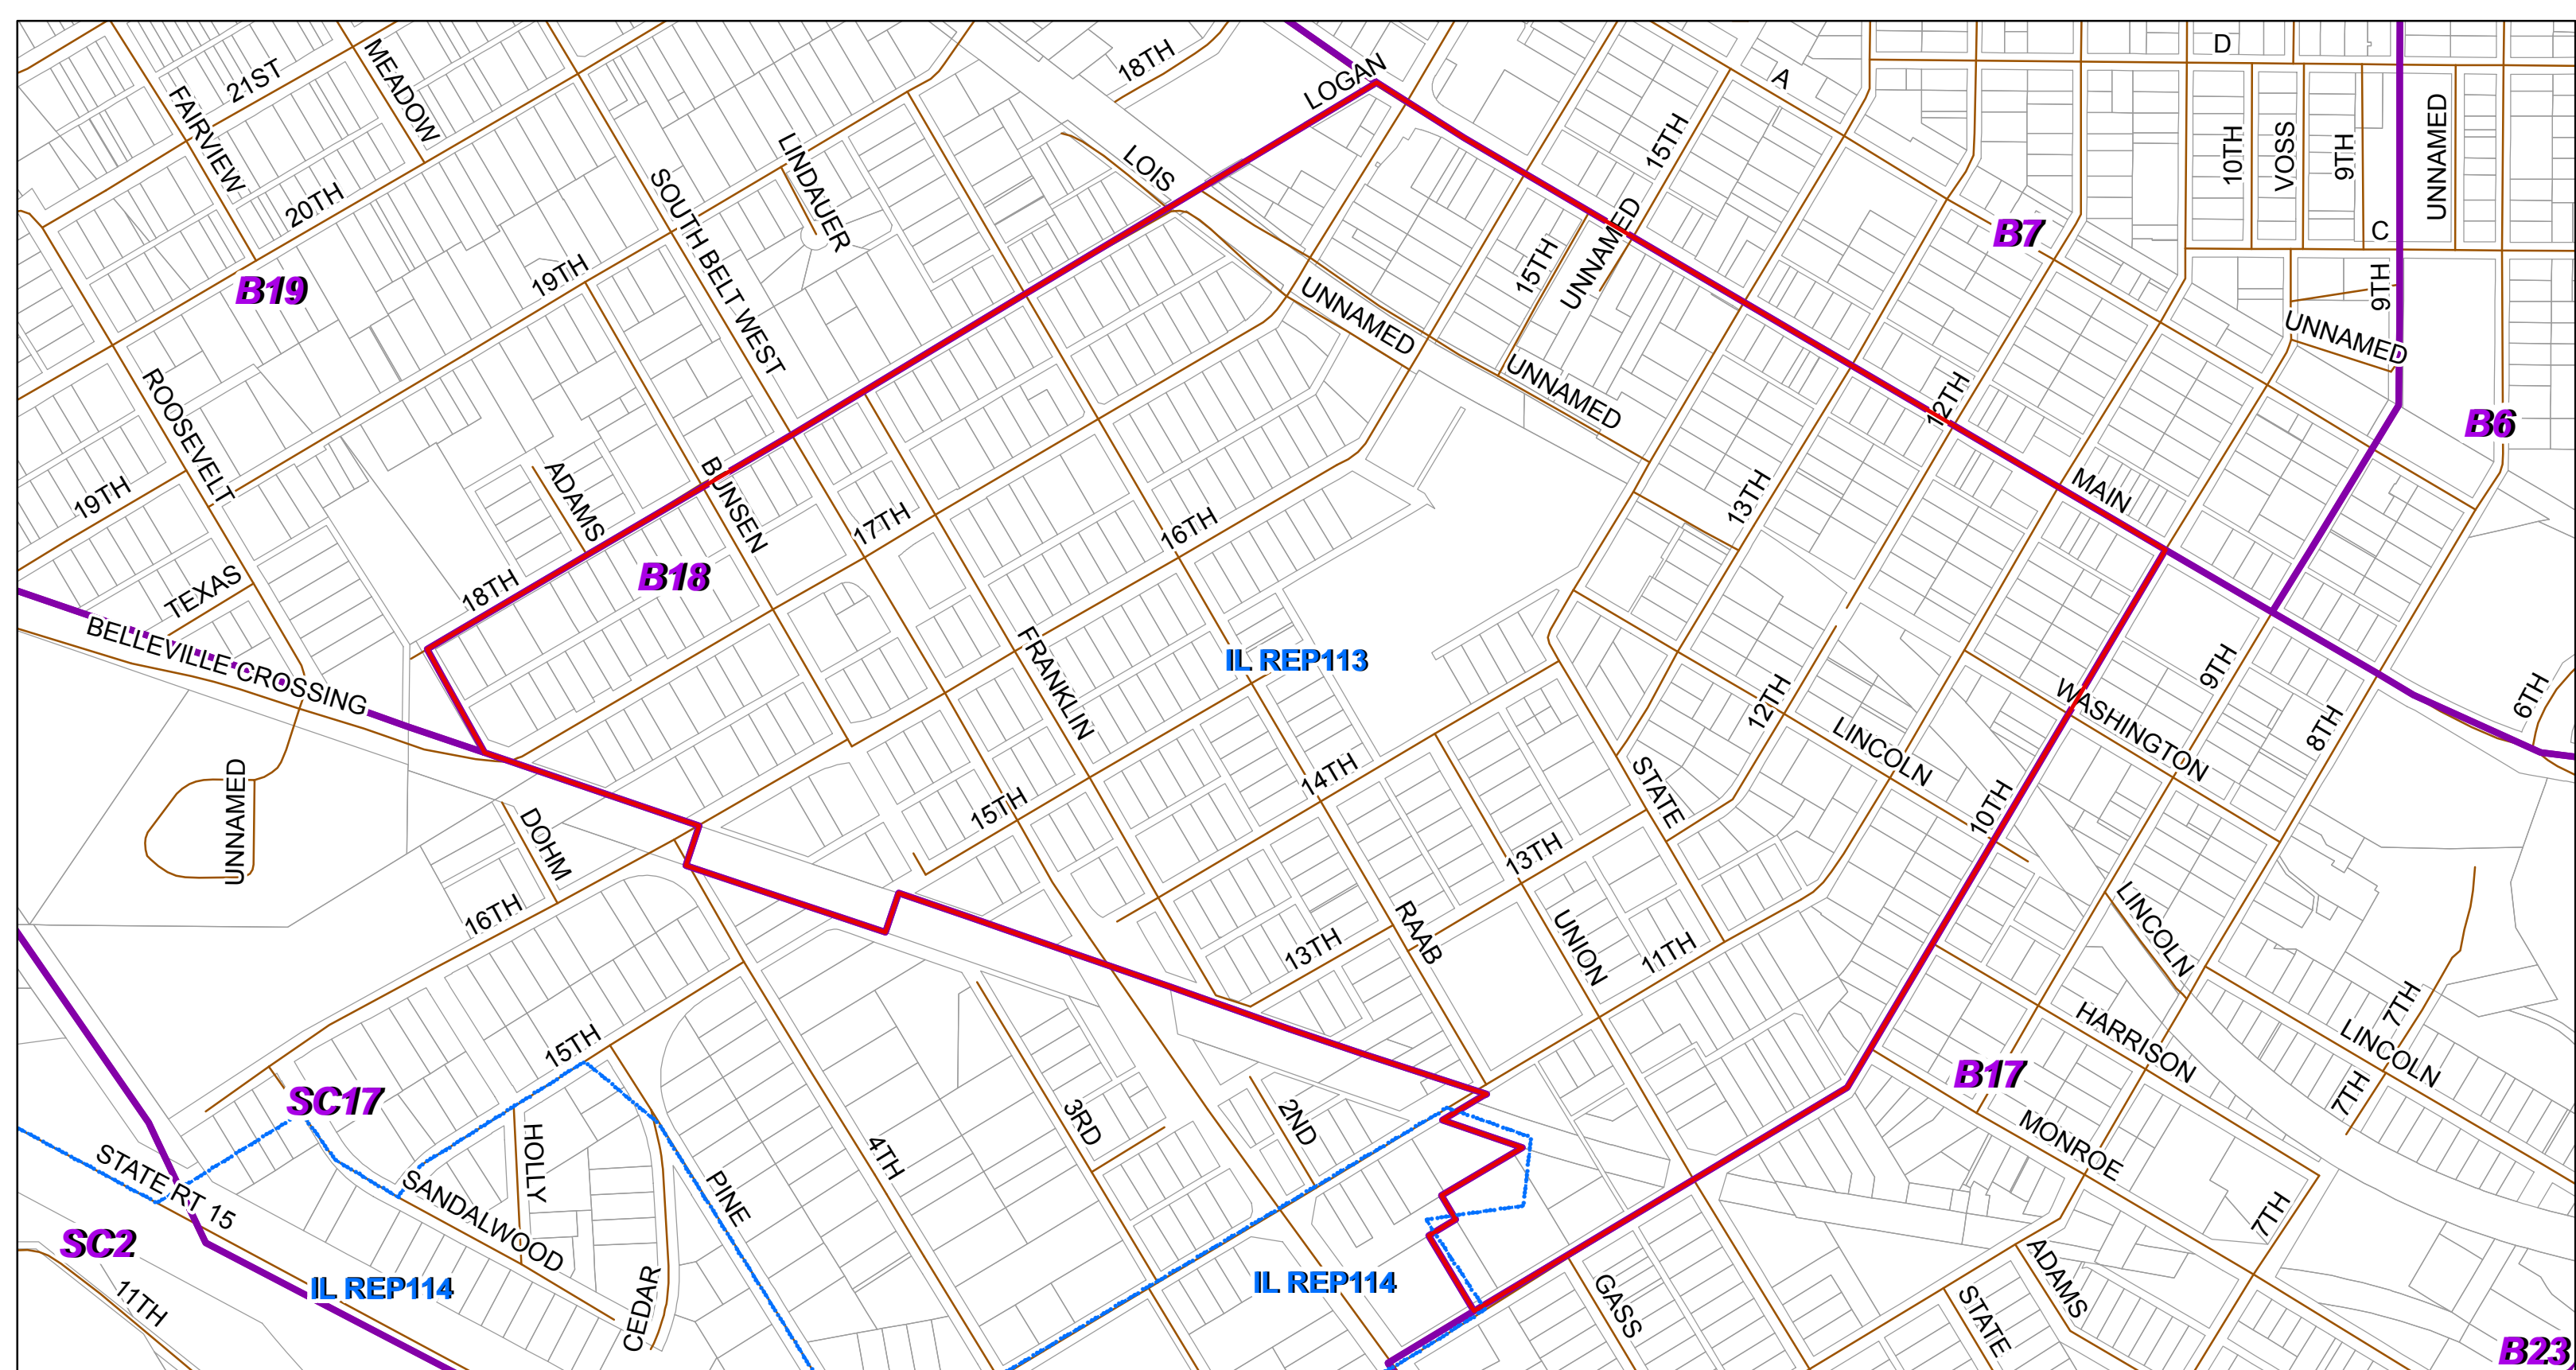 D
18TH
MEADOW
21ST
LOGAN
A
FAIRVIEW
UNNAMED
15TH
10TH
VOSS
9TH
LINDAUER
LOIS
20TH
SOUTH BELT WEST
B7
C
UNNAMED
15TH
19TH
B19
9TH
UNNAMED
UNNAMED
UNNAMED
12TH
B6
ROOSEVELT
MAIN
19TH
BUNSEN
ADAMS
17TH
16TH
13TH
18TH
B18
TEXAS
BELLEVILLE CROSSING
FRANKLIN
IL REP113
9TH
WASHINGTON
12TH
6TH
8TH
LINCOLN
14TH
STATE
15TH
10TH
UNNAMED
DOHM
13TH
16TH
RAAB
LINCOLN
13TH
UNION
11TH
7TH
15TH
HARRISON
LINCOLN
B17
SC17
7TH
3RD
2ND
MONROE
HOLLY
4TH
STATE RT 15
SANDALWOOD
PINE
7TH
SC2
IL REP114
IL REP114
ADAMS
11TH
CEDAR
GASS
STATE
B23